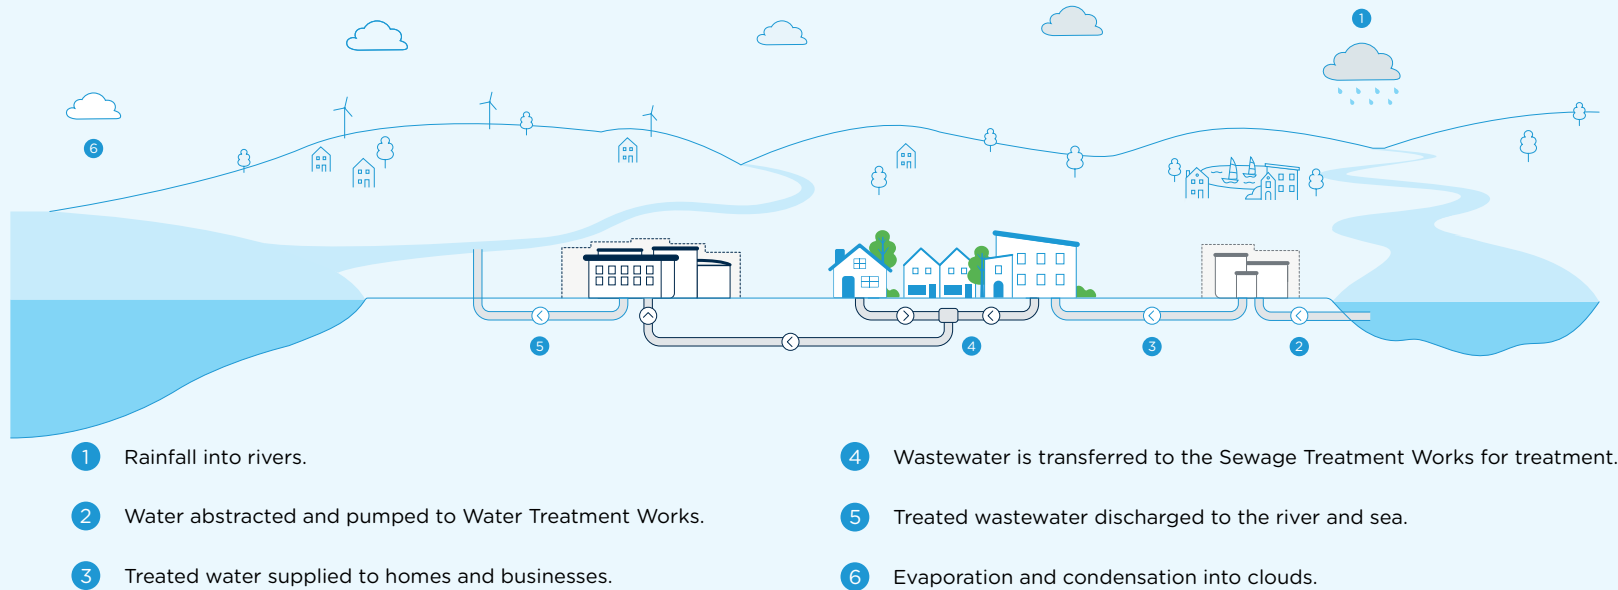 1
6
5
4
3
2
1 Rainfall into rivers.
2 Water abstracted and pumped to Water Treatment Works.
3 Treated water supplied to homes and businesses.
4 Wastewater is transferred to the Sewage Treatment Works for treatment.
5 Treated wastewater discharged to the river and sea.
6 Evaporation and condensation into clouds.